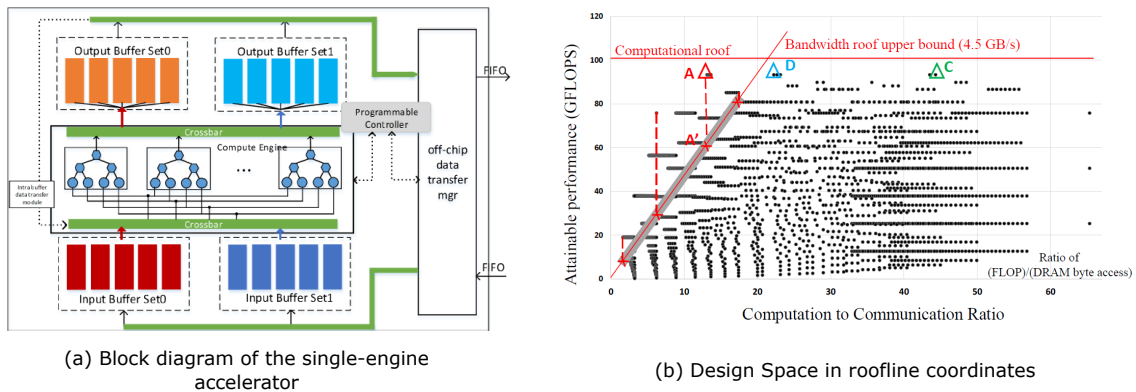 Output Buffer Set0
Output Buffer Set1
FIFO
Programmable
Controller
Crossbar
Compute Engine
...
off-chip
data
transfer
mgr
Intra buffer
data transfer
module
Crossbar
FIFO
Input Buffer Set0
Input Buffer Set1
(a) Block diagram of the single-engine
accelerator
Attainable performance (GFLOPS)
120
100
80
60
40
20
0
Computational roof
Bandwidth roof upper bound (4.5 GB/s)
A
D
C
A'
Ratio of
(FLOP)/(DRAM byte access)
0 10 20 30 40 50 60
Computation to Communication Ratio
(b) Design Space in roofline coordinates